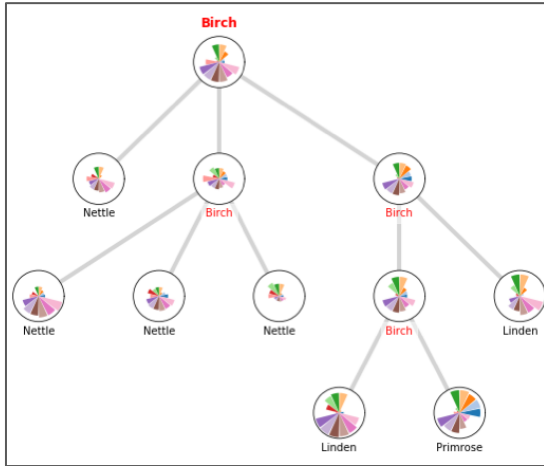 Birch
Nettle
Birch
Birch
Nettle
Nettle
Nettle
Birch
Linden
Linden
Primrose